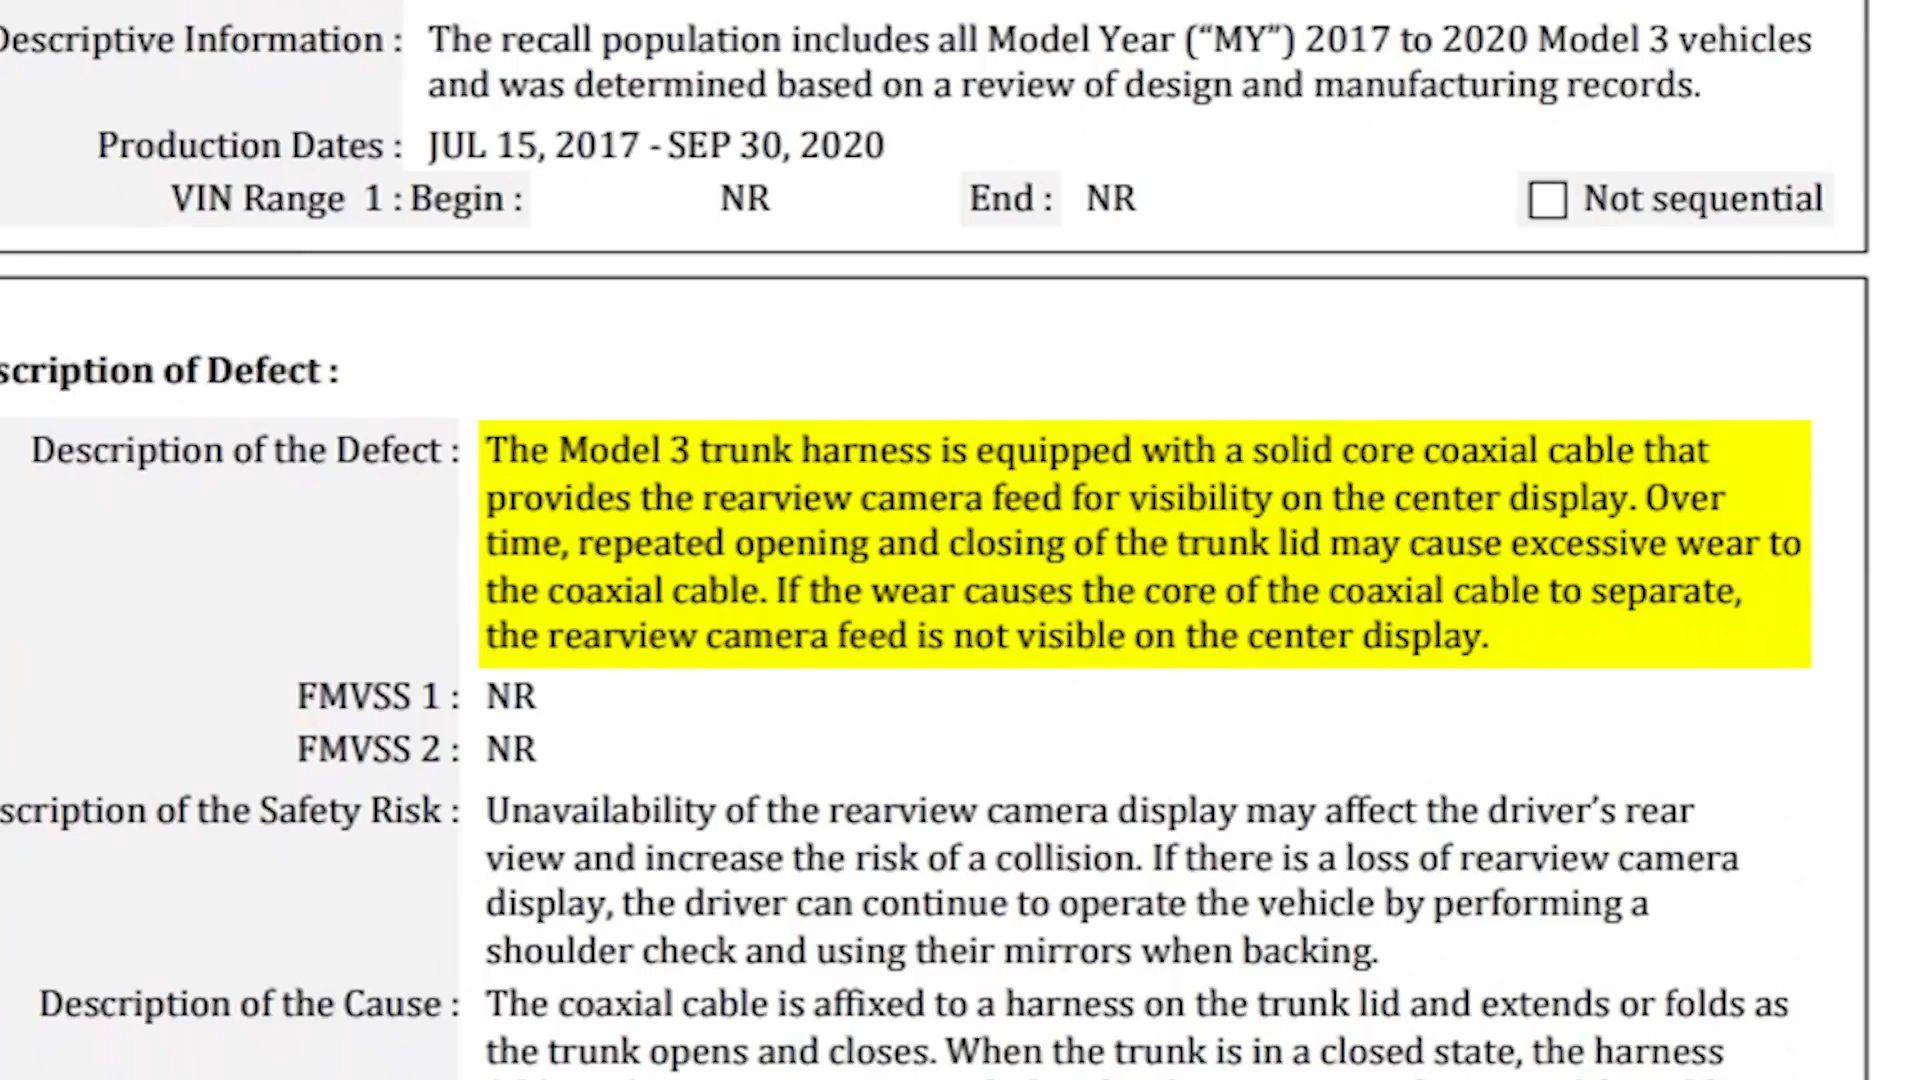 Descriptive Information : The recall population includes all Model Year (“MY”) 2017 to 2020 Model 3 vehicles
and was determined based on a review of design and manufacturing records.
Production Dates : JUL 15, 2017 - SEP 30, 2020
VIN Range 1 : Begin : NR End : NR Not sequential
scription of Defect :
Description of the Defect : The Model 3 trunk harness is equipped with a solid core coaxial cable that
provides the rearview camera feed for visibility on the center display. Over
time, repeated opening and closing of the trunk lid may cause excessive wear to
the coaxial cable. If the wear causes the core of the coaxial cable to separate,
the rearview camera feed is not visible on the center display.
FMVSS 1 : NR
FMVSS 2 : NR
scription of the Safety Risk : Unavailability of the rearview camera display may affect the driver’s rear
view and increase the risk of a collision. If there is a loss of rearview camera
display, the driver can continue to operate the vehicle by performing a
shoulder check and using their mirrors when backing.
Description of the Cause : The coaxial cable is affixed to a harness on the trunk lid and extends or folds as
the trunk opens and closes. When the trunk is in a closed state, the harness